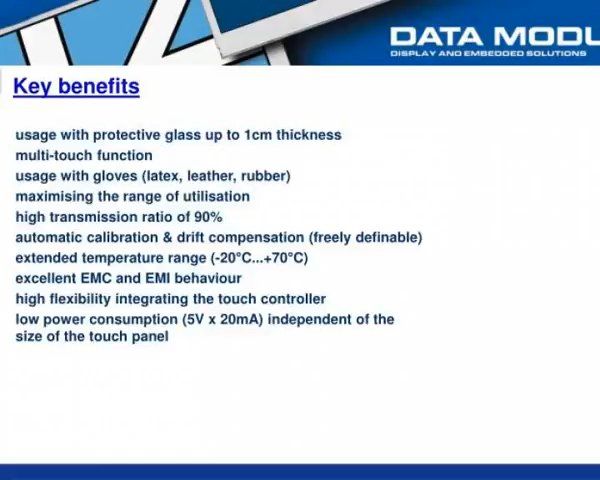 DATA MODU
DISPLAY AND EMBEDDED SOLUTIONS
Key benefits
usage with protective glass up to 1cm thickness
multi-touch function
usage with gloves (latex, leather, rubber)
maximising the range of utilisation
high transmission ratio of 90%
automatic calibration & drift compensation (freely definable)
extended temperature range (-20°C...+70°C)
excellent EMC and EMI behaviour
high flexibility integrating the touch controller
low power consumption (5V x 20mA) independent of the
size of the touch panel